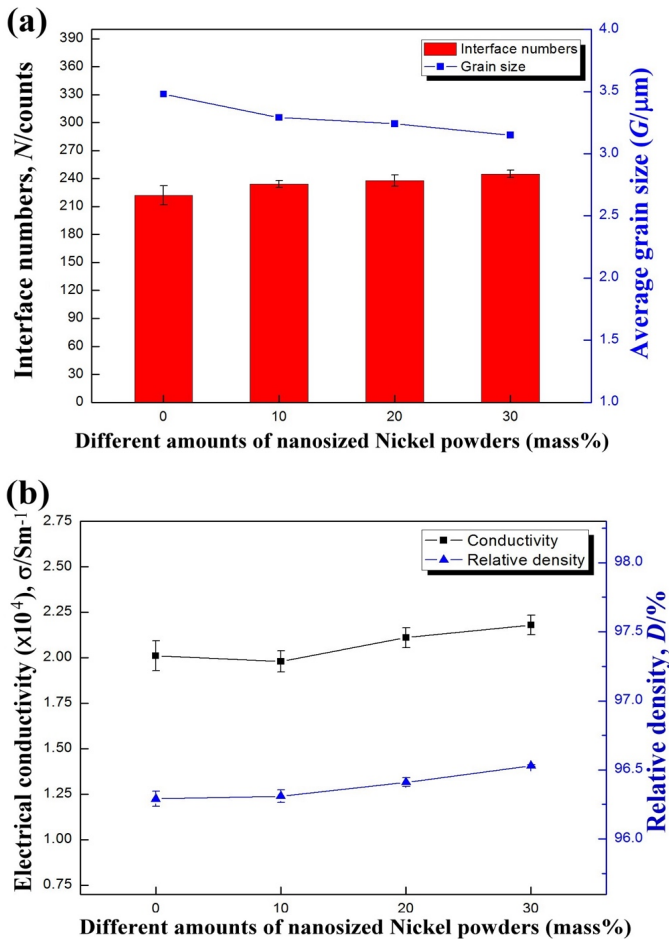 (a)
390
360
330
300
270
240
210
180
150
120
90
60
30
0
Interface numbers, N/counts
Interface numbers
Grain size
4.0
3.5
3.0
2.5
2.0
1.5
1.0
Average grain size (G/μm)
0 10 20 30
Different amounts of nanosized Nickel powders (mass%)
(b)
2.75
2.50
2.25
2.00
1.75
1.50
1.25
1.00
0.75
Electrical conductivity (x10⁴), σ/Sm⁻¹
Conductivity
Relative density
98.0
97.5
97.0
96.5
96.0
Relative density, D/%
0 10 20 30
Different amounts of nanosized Nickel powders (mass%)